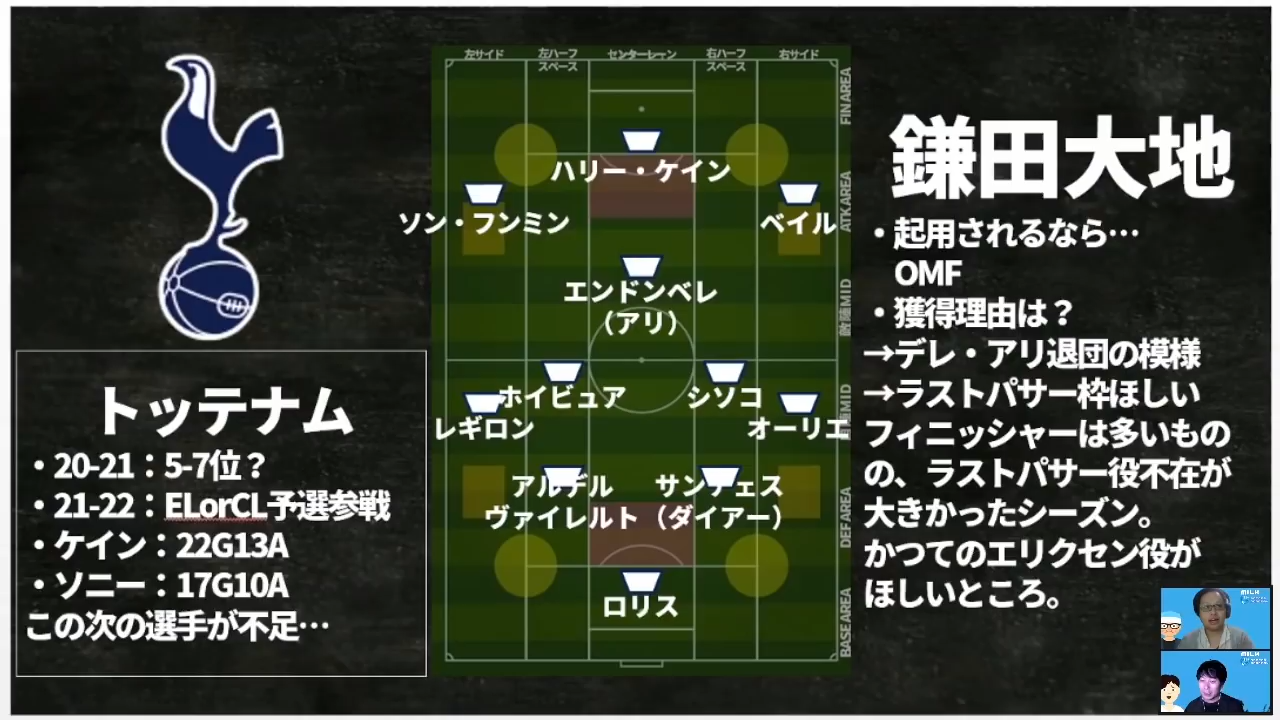 トッテナム
・20-21：5-7位？
・21-22：ELorCL予選参戦
・ケイン：22G13A
・ソニー：17G10A
この次の選手が不足…
左サイド
左ハーフ
スペース
センターレーン
右ハーフ
スペース
右サイド
FIN AREA
ATK AREA
敵陣MID
DEF AREA
BASE AREA
ハリー・ケイン
ソン・フンミン
ベイル
エンドンベレ
（アリ）
ホイビュア
シソコ
レギロン
オーリエ
アルデル
ヴァイレルト
サンチェス
（ダイアー）
ロリス
鎌田大地
・起用されるなら…
OMF
・獲得理由は？
→デレ・アリ退団の模様
→ラストパサー枠ほしい
フィニッシャーは多いもの
の、ラストパサー役不在が
大きかったシーズン。
かつてのエリクセン役が
ほしいところ。
MILK
MILK